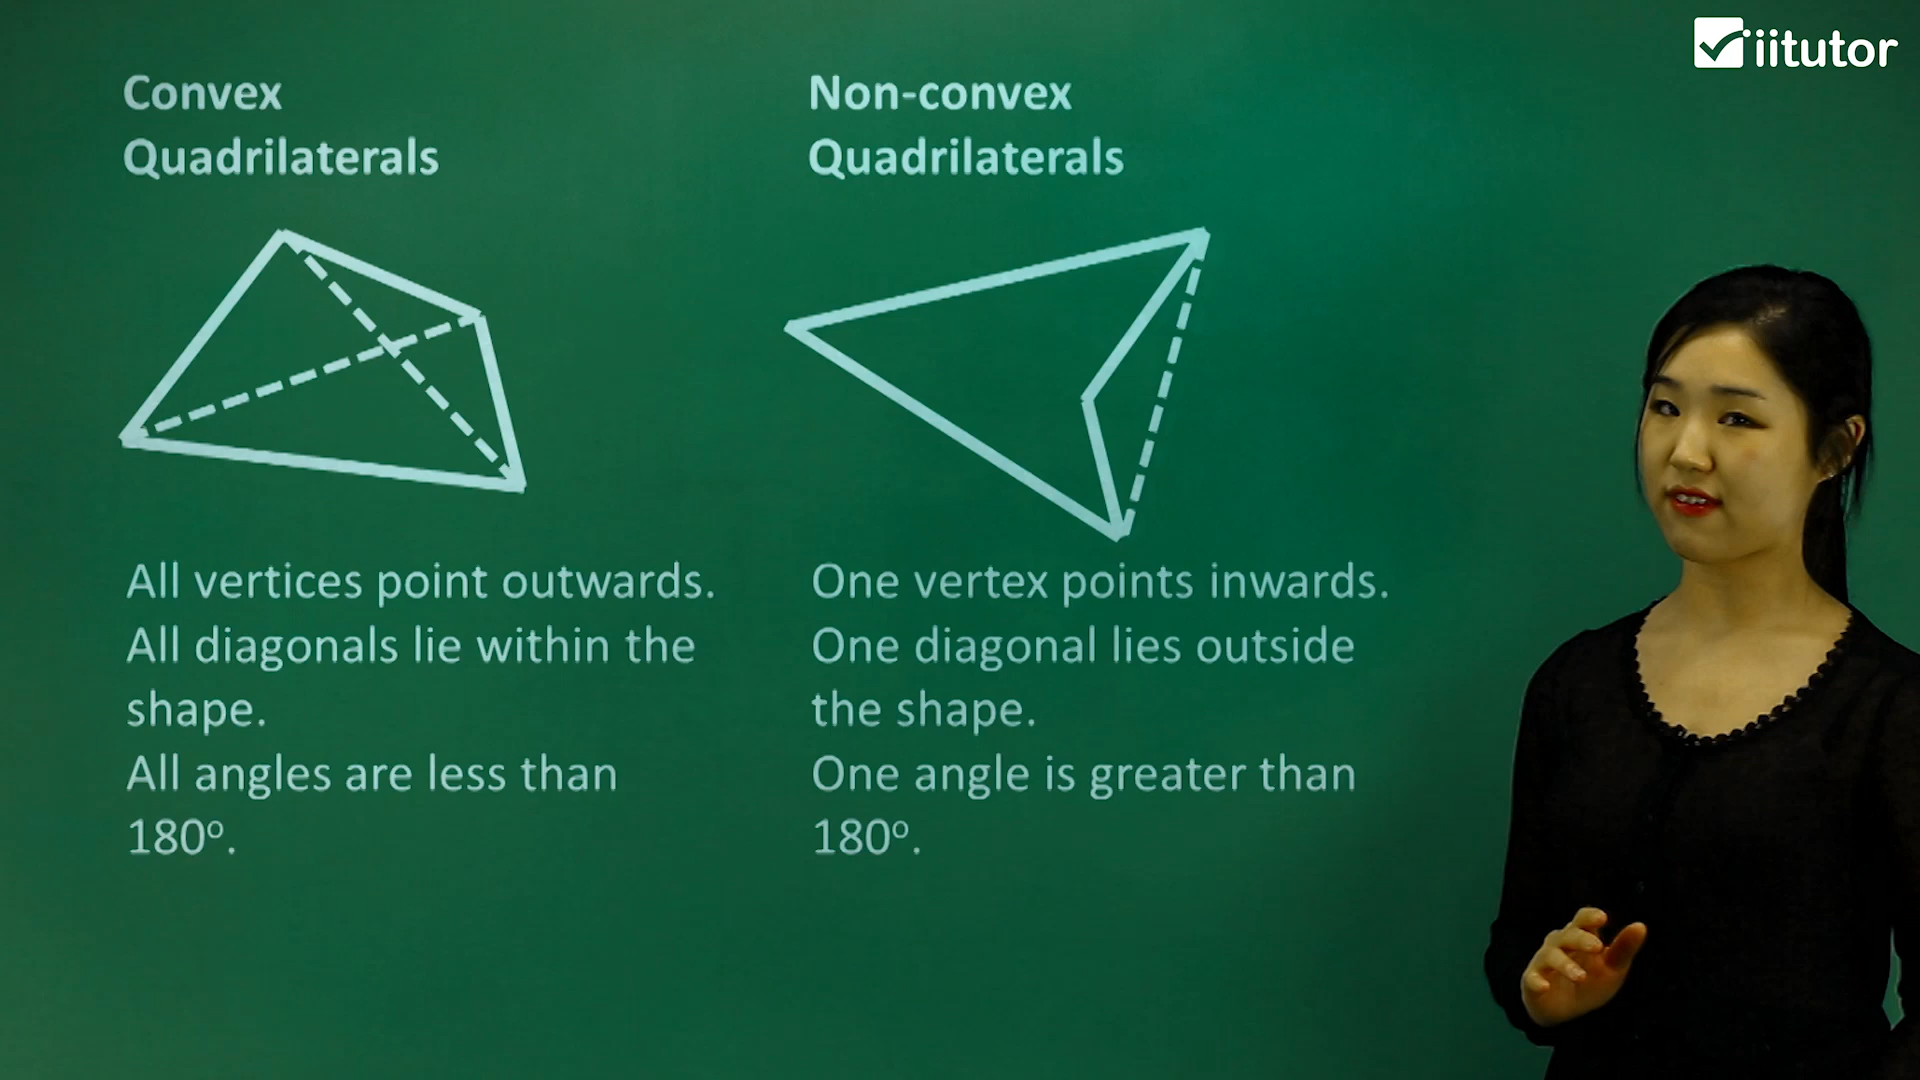 iitutor
Convex
Quadrilaterals
All vertices point outwards.
All diagonals lie within the
shape.
All angles are less than
180º.
Non-convex
Quadrilaterals
One vertex points inwards.
One diagonal lies outside
the shape.
One angle is greater than
180º.